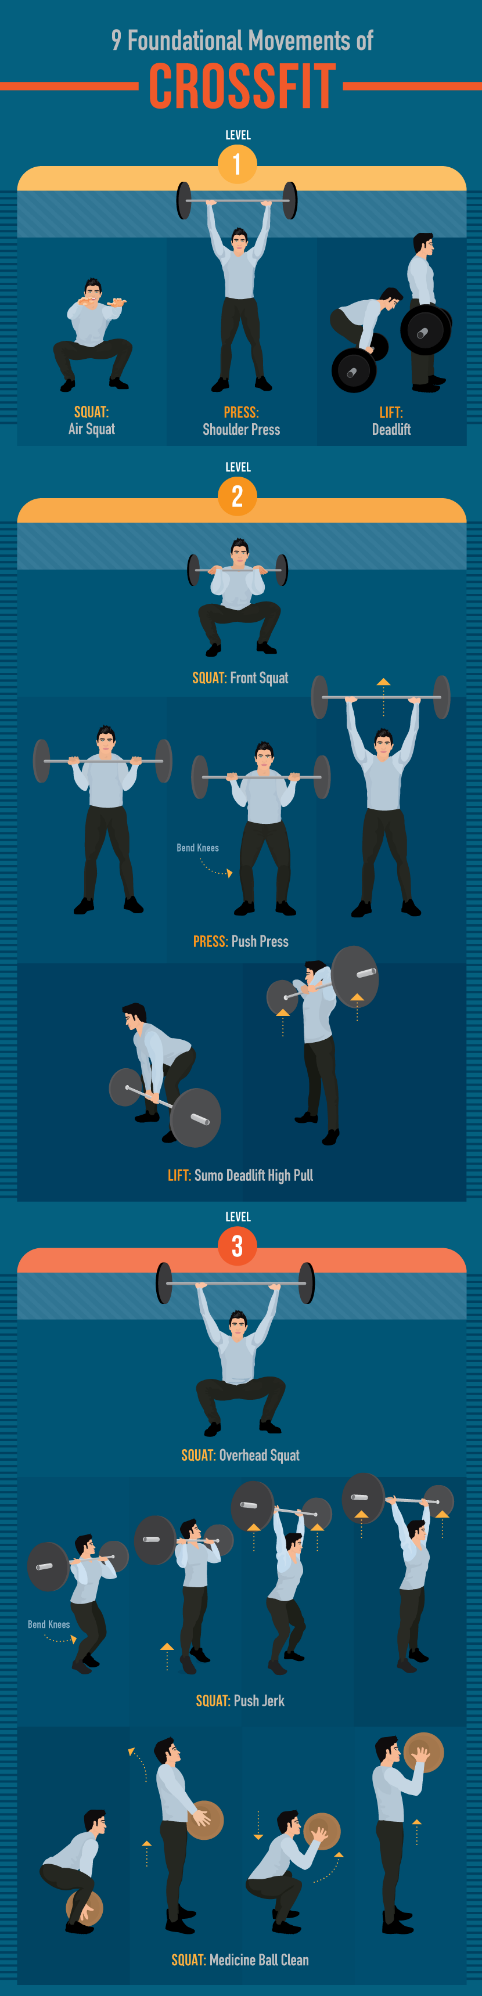 9 Foundational Movements of
CROSSFIT
LEVEL
1
SQUAT:
Air Squat
PRESS:
Shoulder Press
LIFT:
Deadlift
LEVEL
2
SQUAT: Front Squat
Bend Knees
PRESS: Push Press
LIFT: Sumo Deadlift High Pull
LEVEL
3
SQUAT: Overhead Squat
Bend Knees
SQUAT: Push Jerk
SQUAT: Medicine Ball Clean